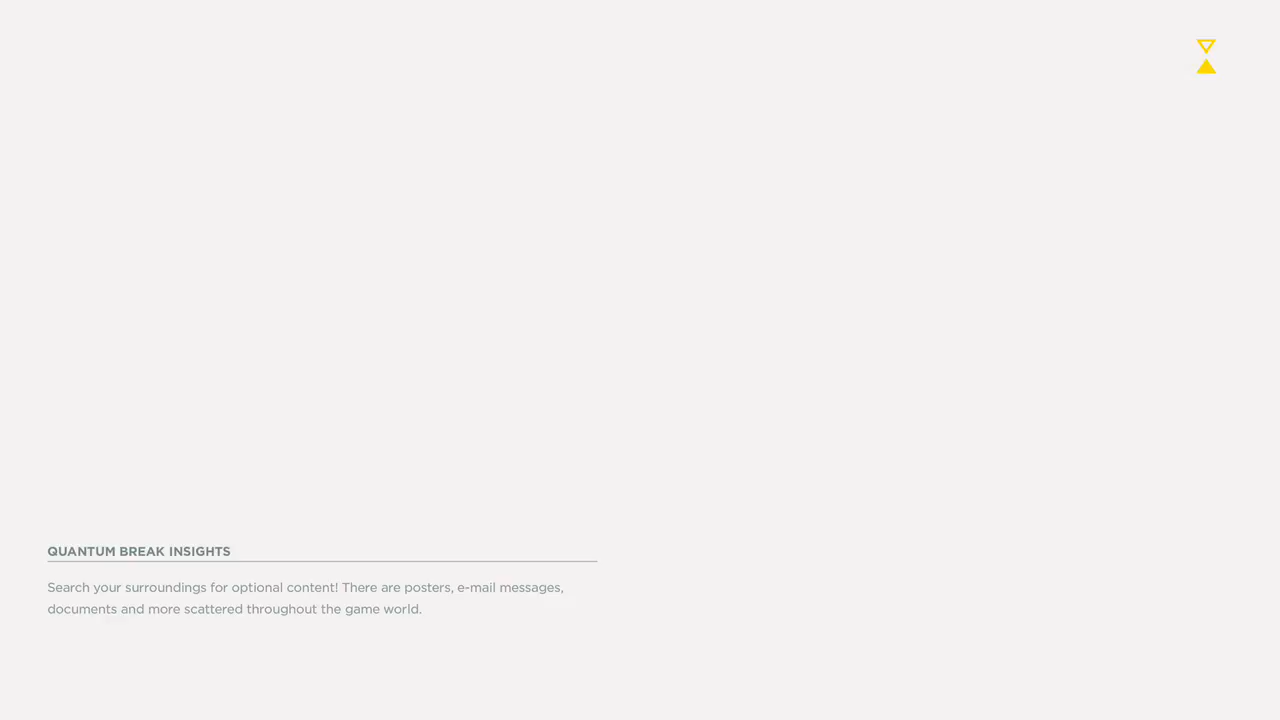 QUANTUM BREAK INSIGHTS
Search your surroundings for optional content! There are posters, e-mail messages,
documents and more scattered throughout the game world.